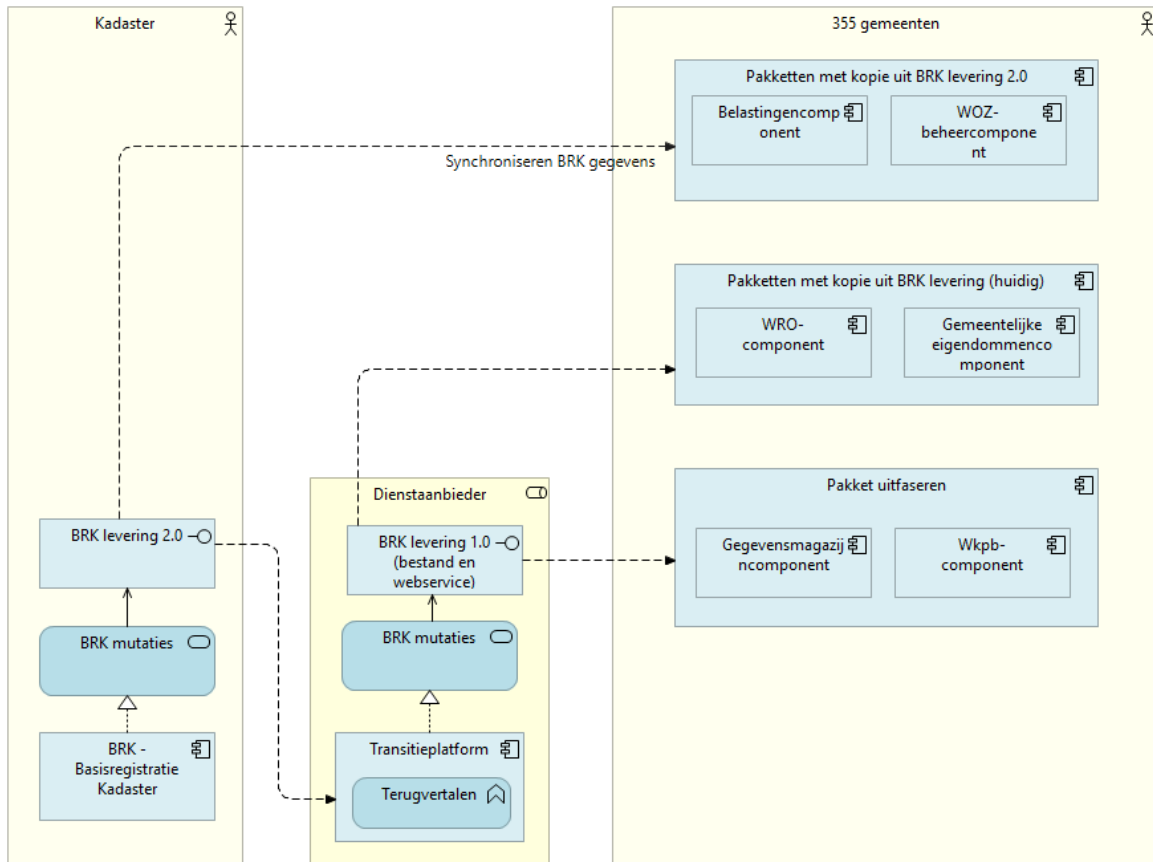 Kadaster
355 gemeenten
Pakketten met kopie uit BRK levering 2.0
Belastingencomp
onent
WOZ-
beheercompone
nt
Synchroniseren BRK gegevens
Pakketten met kopie uit BRK levering (huidig)
WRO-
component
Gemeentelijke
eigendommenco
mponent
Dienstaanbieder
Pakket uitfaseren
BRK levering 2.0
BRK levering 1.0
(bestand en
webservice)
Gegevensmagazij
ncomponent
Wkpb-
component
BRK mutaties
BRK mutaties
BRK -
Basisregistratie
Kadaster
Transitieplatform
Terugvertalen